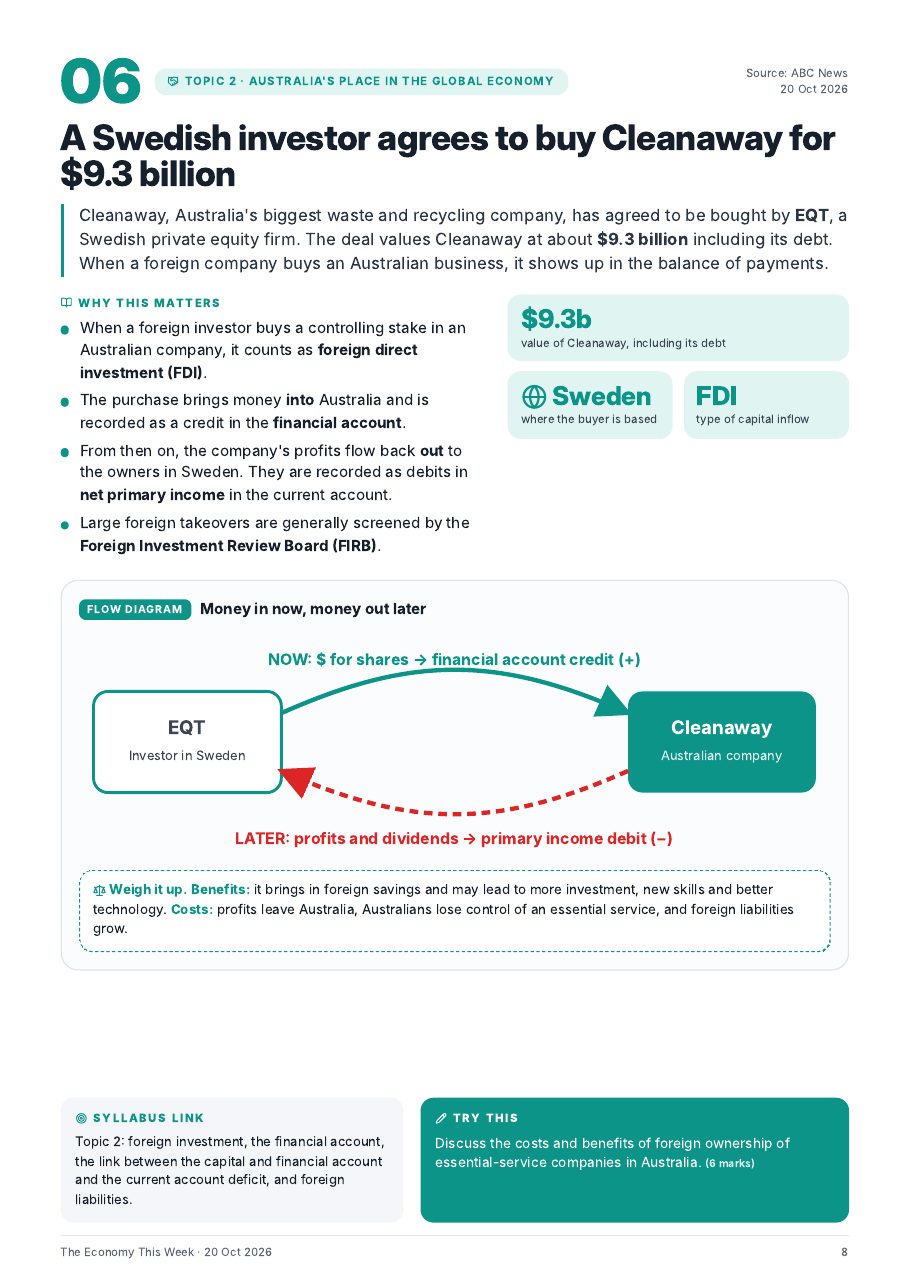 06
TOPIC 2 · AUSTRALIA'S PLACE IN THE GLOBAL ECONOMY
Source: ABC News
20 Oct 2026
A Swedish investor agrees to buy Cleanaway for
$9.3 billion
Cleanaway, Australia's biggest waste and recycling company, has agreed to be bought by EQT, a
Swedish private equity firm. The deal values Cleanaway at about $9.3 billion including its debt.
When a foreign company buys an Australian business, it shows up in the balance of payments.
WHY THIS MATTERS
When a foreign investor buys a controlling stake in an
Australian company, it counts as foreign direct
investment (FDI).
The purchase brings money into Australia and is
recorded as a credit in the financial account.
From then on, the company's profits flow back out to
the owners in Sweden. They are recorded as debits in
net primary income in the current account.
Large foreign takeovers are generally screened by the
Foreign Investment Review Board (FIRB).
$9.3b
value of Cleanaway, including its debt
Sweden
where the buyer is based
FDI
type of capital inflow
FLOW DIAGRAM Money in now, money out later
NOW: $ for shares → financial account credit (+)
EQT
Investor in Sweden
Cleanaway
Australian company
LATER: profits and dividends → primary income debit (−)
Weigh it up. Benefits: it brings in foreign savings and may lead to more investment, new skills and better
technology. Costs: profits leave Australia, Australians lose control of an essential service, and foreign liabilities
grow.
SYLLABUS LINK
Topic 2: foreign investment, the financial account,
the link between the capital and financial account
and the current account deficit, and foreign
liabilities.
TRY THIS
Discuss the costs and benefits of foreign ownership of
essential-service companies in Australia. (6 marks)
The Economy This Week · 20 Oct 2026
8